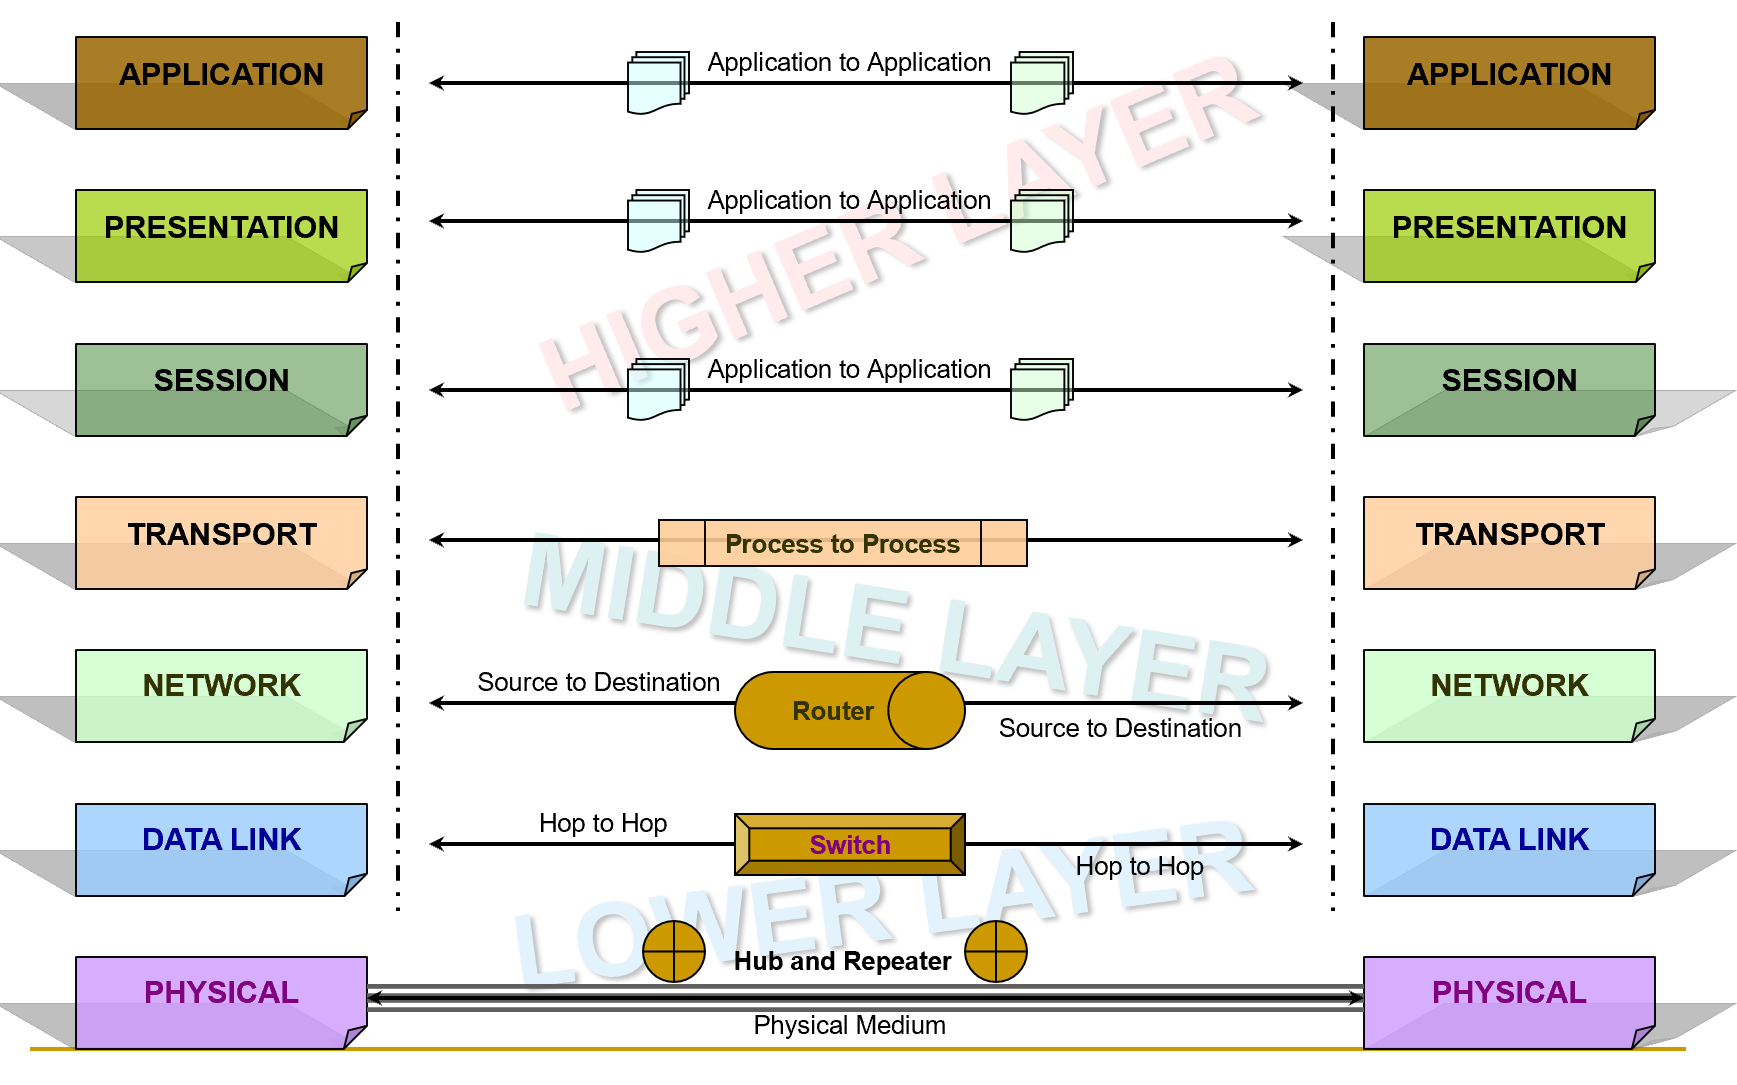 APPLICATION
Application to Application
APPLICATION
PRESENTATION
Application to Application
PRESENTATION
HIGHER LAYER
SESSION
Application to Application
SESSION
TRANSPORT
Process to Process
TRANSPORT
MIDDLE LAYER
NETWORK
Source to Destination
Router
Source to Destination
NETWORK
DATA LINK
Hop to Hop
Switch
Hop to Hop
DATA LINK
LOWER LAYER
Hub and Repeater
PHYSICAL
Physical Medium
PHYSICAL